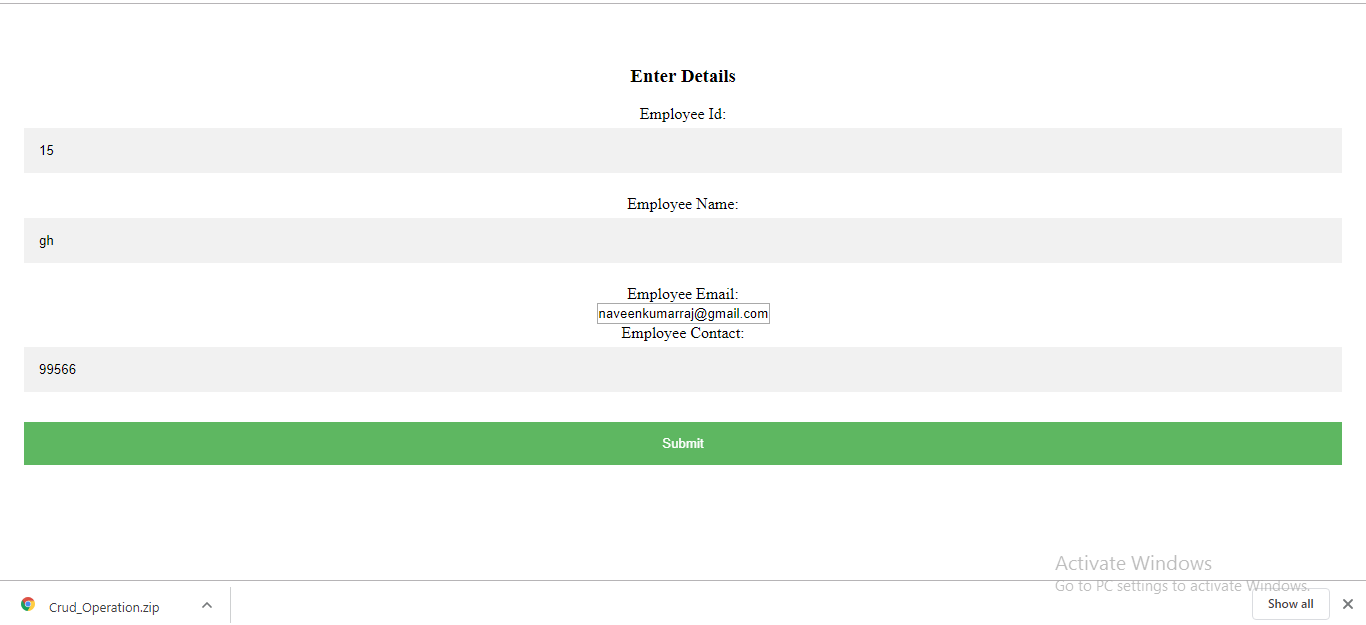 Enter Details
Employee Id:
15
Employee Name:
gh
Employee Email:
naveenkumarraj@gmail.com
Employee Contact:
99566
Submit
Activate Windows
Go to PC settings to activate Windows.
Crud_Operation.zip
Show all